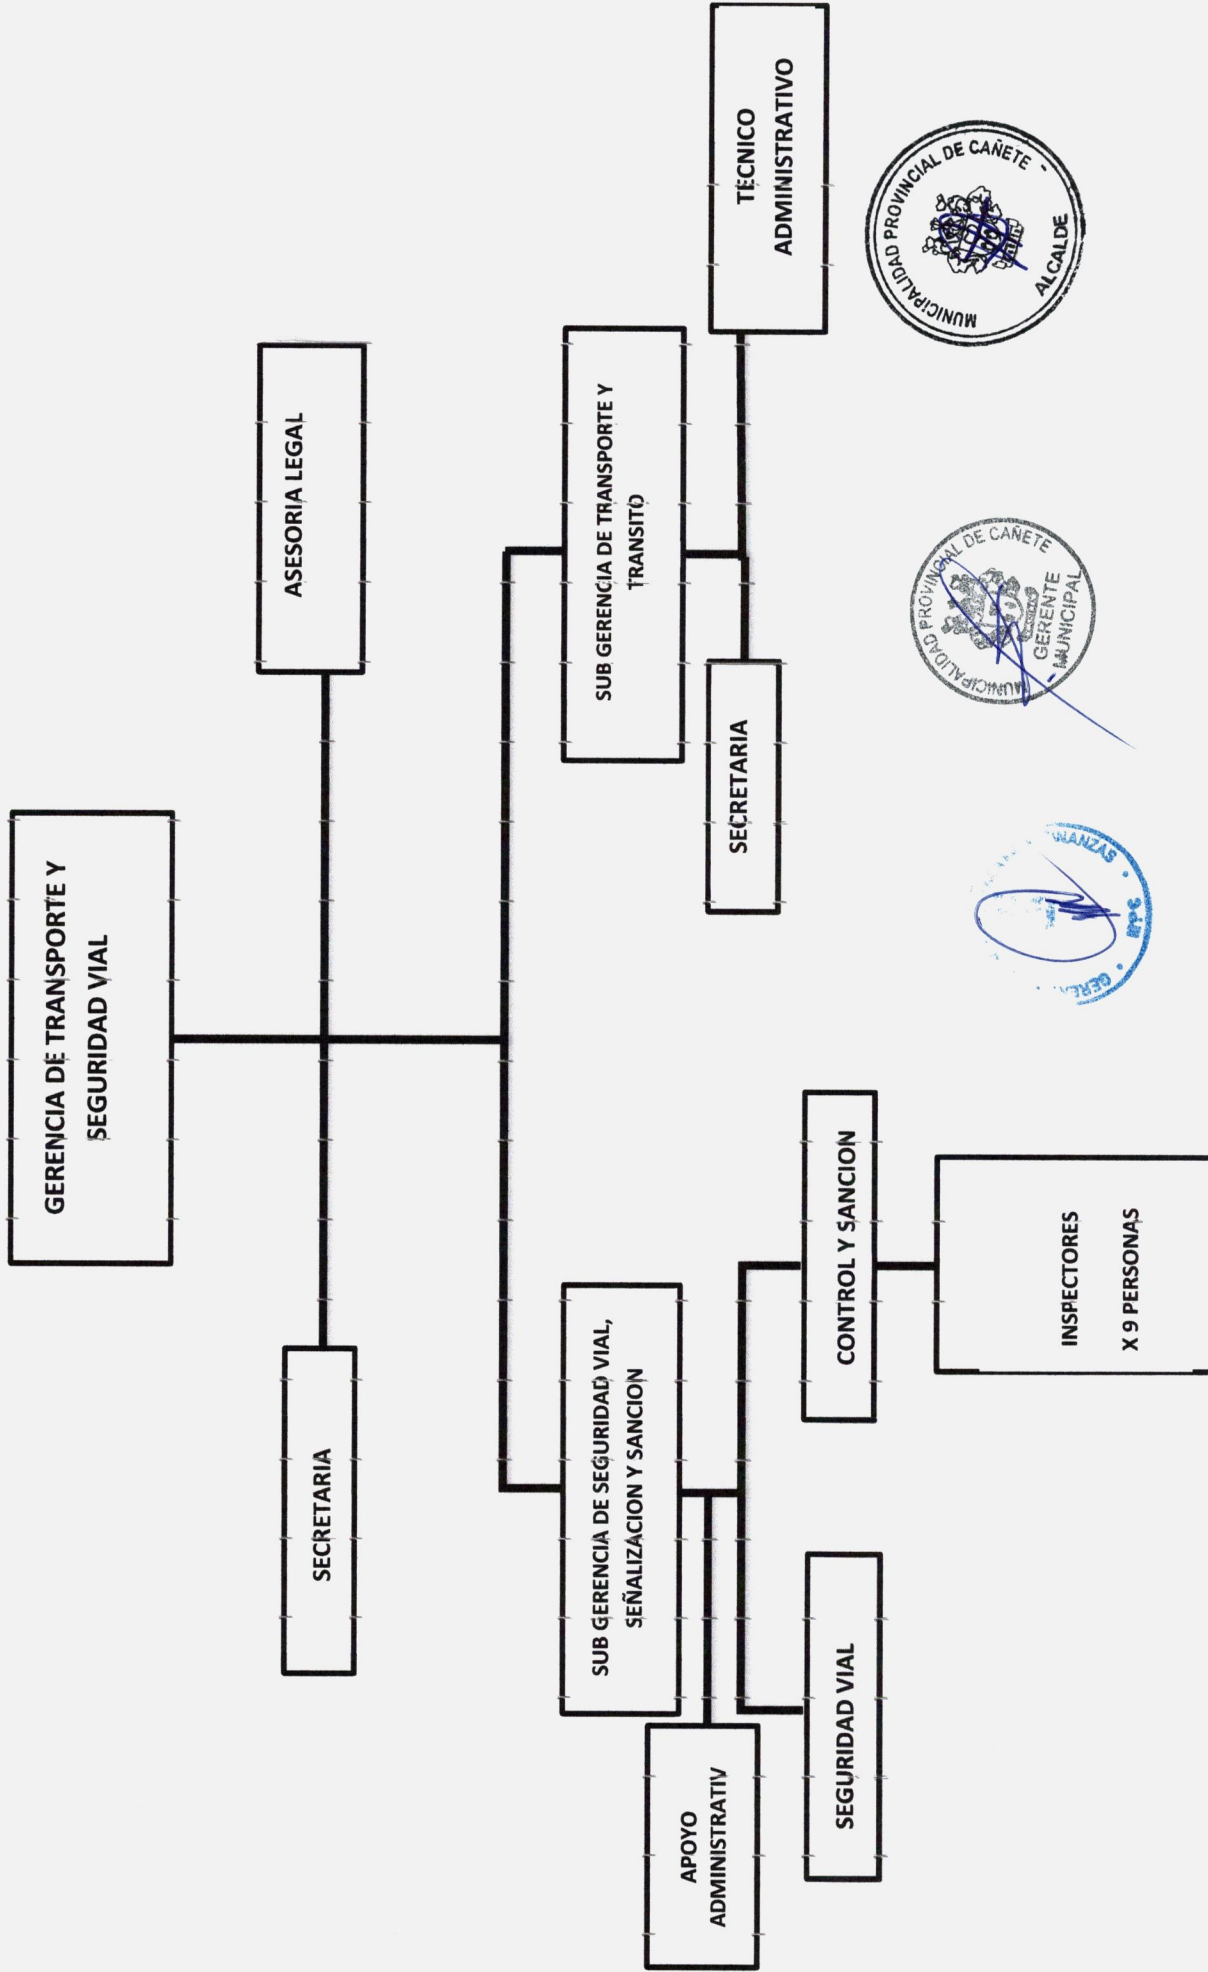 GERENCIA DE TRANSPORTE Y
SEGURIDAD VIAL
SECRETARIA
ASESORIA LEGAL
SUB GERENCIA DE SEGURIDAD VIAL,
SEÑALIZACION Y SANCION
SUB GERENCIA DE TRANSPORTE Y
TRANSITO
APOYO
ADMINISTRATIV
SECRETARIA
TECNICO
ADMINISTRATIVO
SEGURIDAD VIAL
CONTROL Y SANCION
INSPECTORES
X 9 PERSONAS
MPC
MUNICIPALIDAD PROVINCIAL DE CAÑETE
GERENTE
MUNICIPAL
MUNICIPALIDAD PROVINCIAL DE CAÑETE
ALCALDE